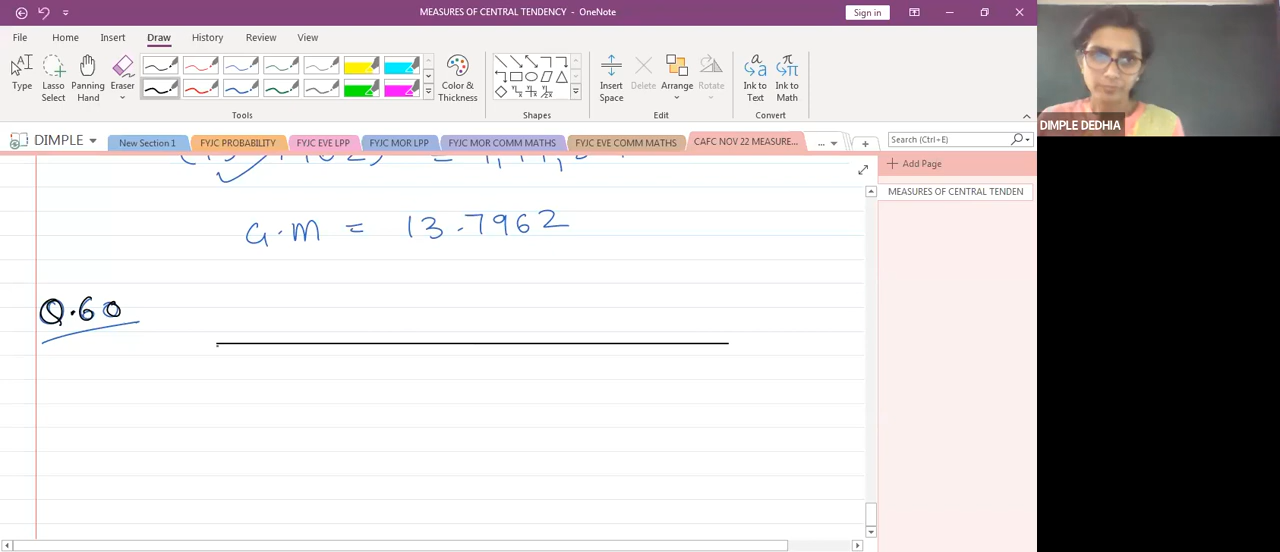 MEASURES OF CENTRAL TENDENCY - OneNote
Sign in
File Home Insert Draw History Review View
Type
Lasso Select
Panning Hand
Eraser
Color & Thickness
Insert Space
Delete
Arrange
Rotate
Ink to Text
Ink to Math
Tools
Shapes
Edit
Convert
DIMPLE
New Section 1
FYJC PROBABILITY
FYJC EVE LPP
FYJC MOR LPP
FYJC MOR COMM MATHS
FYJC EVE COMM MATHS
CAFC NOV 22 MEASURE...
...
Search (Ctrl+E)
Add Page
MEASURES OF CENTRAL TENDEN
G.M = 13.7962
Q.60
DIMPLE DEDHIA